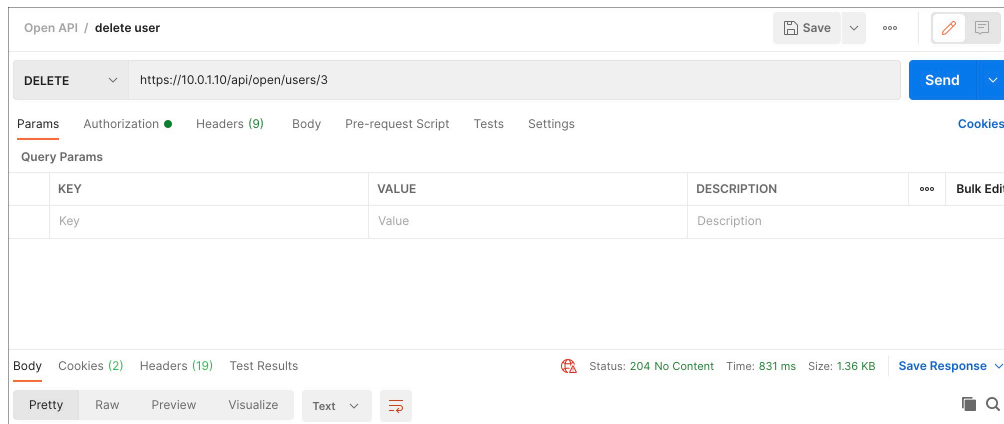 Open API / delete user
Save
DELETE https://10.0.1.10/api/open/users/3 Send
Params Authorization Headers (9) Body Pre-request Script Tests Settings Cookies
Query Params
KEY VALUE DESCRIPTION Bulk Edit
Key Value Description
Body Cookies (2) Headers (19) Test Results Status: 204 No Content Time: 831 ms Size: 1.36 KB Save Response
Pretty Raw Preview Visualize Text